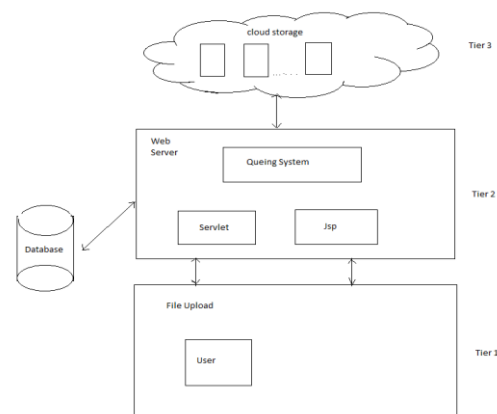 cloud storage
Tier 3
Web
Server
Queing System
Tier 2
Servlet
Jsp
Database
File Upload
Tier 1
User